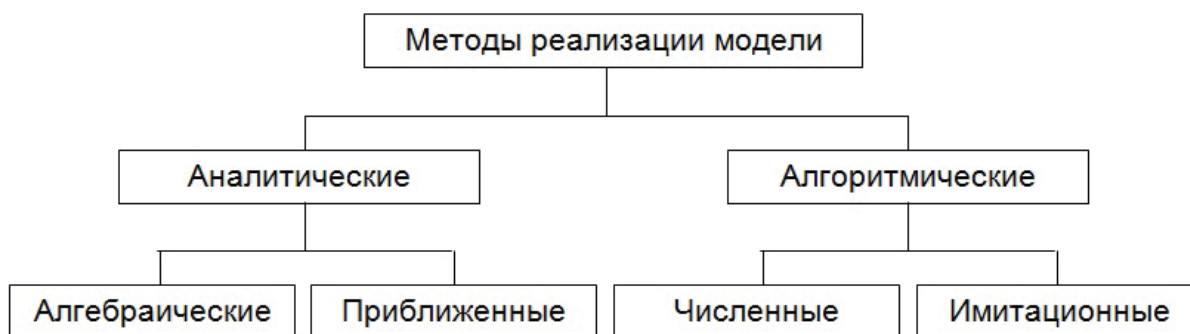 Методы реализации модели
Аналитические
Алгоритмические
Алгебраические
Приближенные
Численные
Имитационные